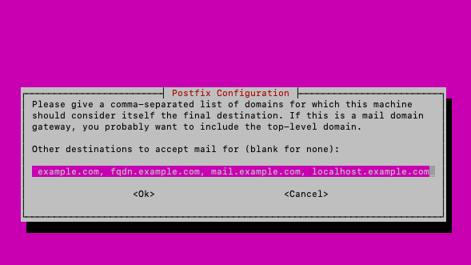 Postfix Configuration
Please give a comma-separated list of domains for which this machine
should consider itself the final destination. If this is a mail domain
gateway, you probably want to include the top-level domain.
Other destinations to accept mail for (blank for none):
example.com, fqdn.example.com, mail.example.com, localhost.example.com
<Ok> <Cancel>